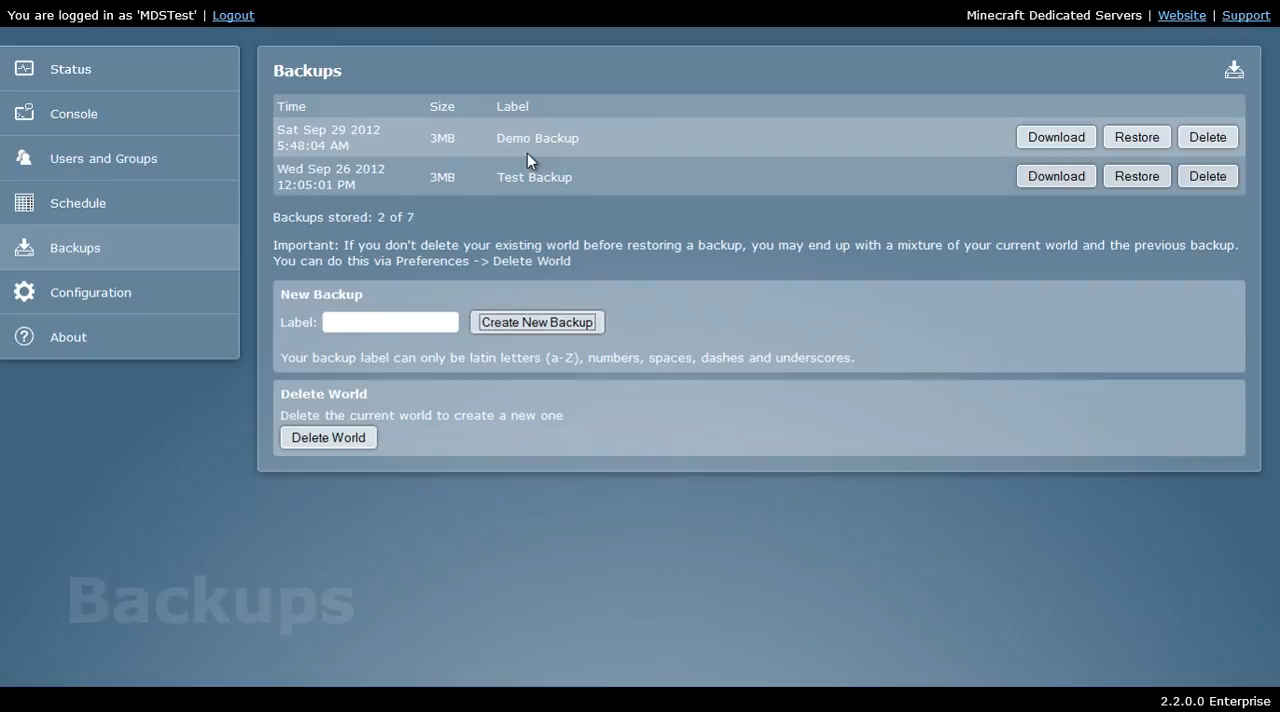 You are logged in as 'MDSTest' | Logout
Minecraft Dedicated Servers | Website | Support
Status
Console
Users and Groups
Schedule
Backups
Configuration
About
Backups
Time Size Label
Sat Sep 29 2012
5:48:04 AM
3MB Demo Backup Download Restore Delete
Wed Sep 26 2012
12:05:01 PM
3MB Test Backup Download Restore Delete
Backups stored: 2 of 7
Important: If you don't delete your existing world before restoring a backup, you may end up with a mixture of your current world and the previous backup.
You can do this via Preferences -> Delete World
New Backup
Label: Create New Backup
Your backup label can only be latin letters (a-Z), numbers, spaces, dashes and underscores.
Delete World
Delete the current world to create a new one
Delete World
Backups
2.2.0.0 Enterprise